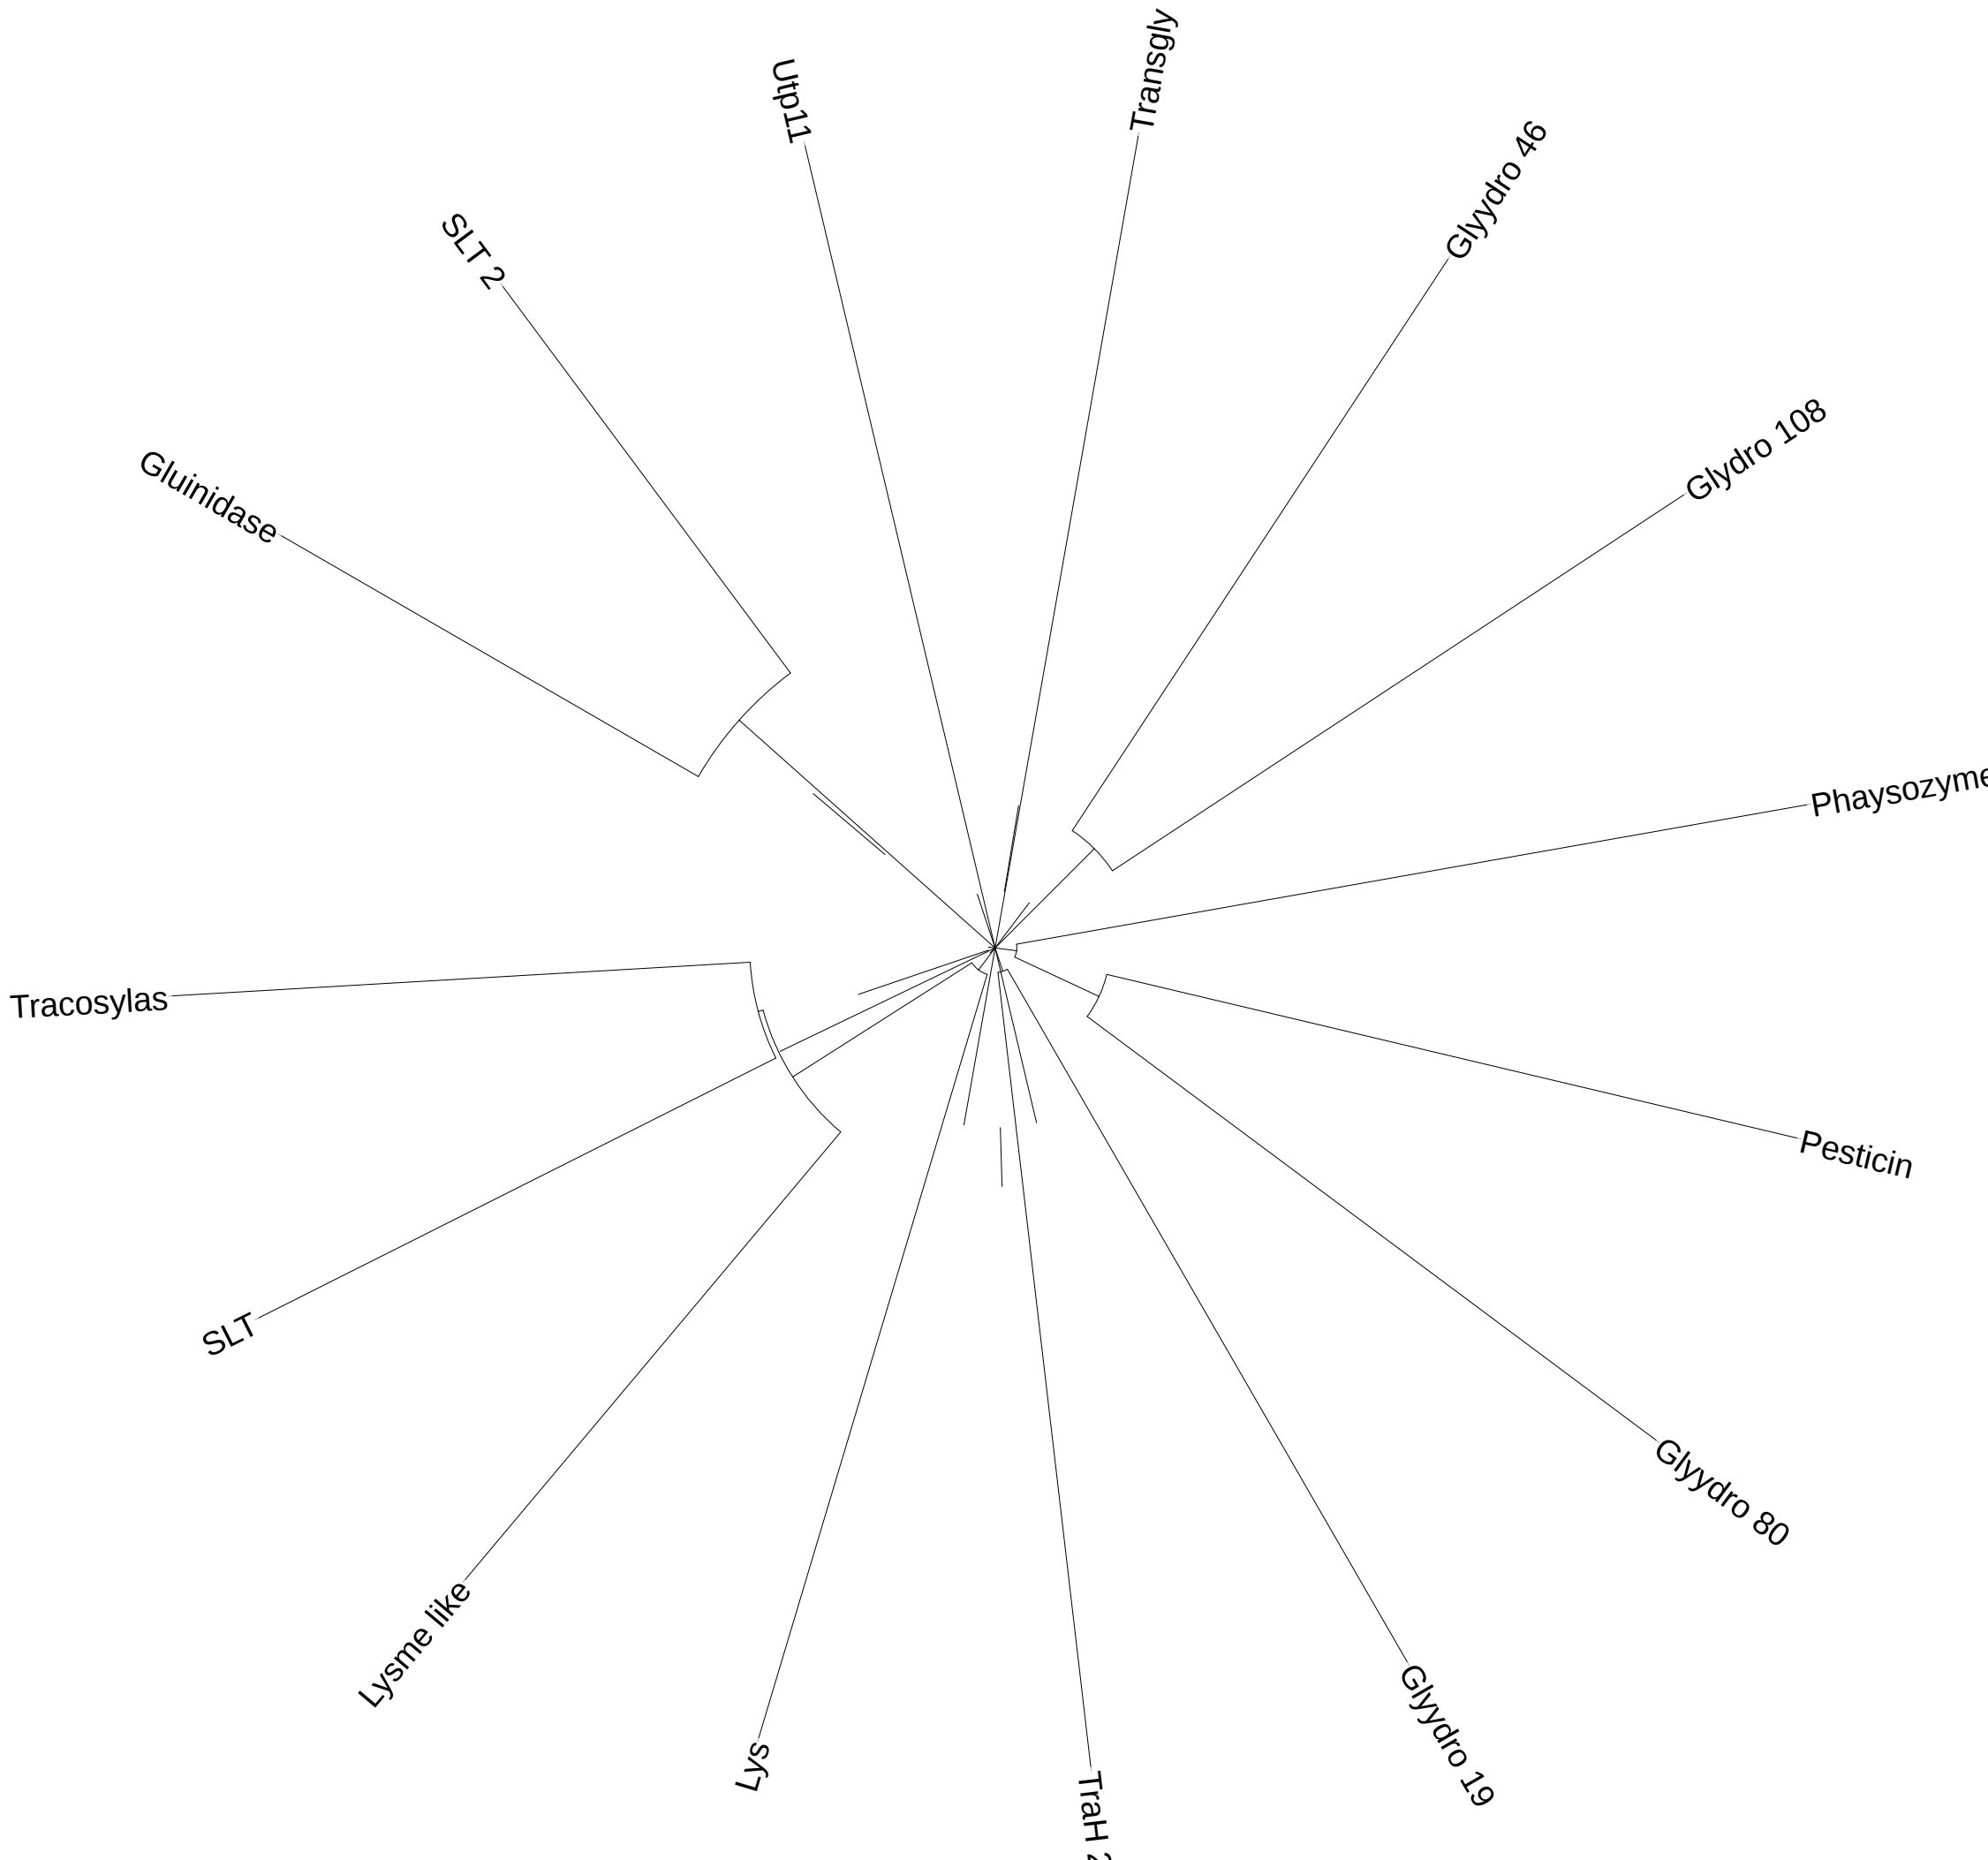 Transgly
Utp11
Glyydro 46
SLT 2
Glydro 108
Gluinidase
Phaysozyme
Tracosylas
Pesticin
SLT
Glyydro 80
Lysme like
Glyydro 19
Lys
TraH 2